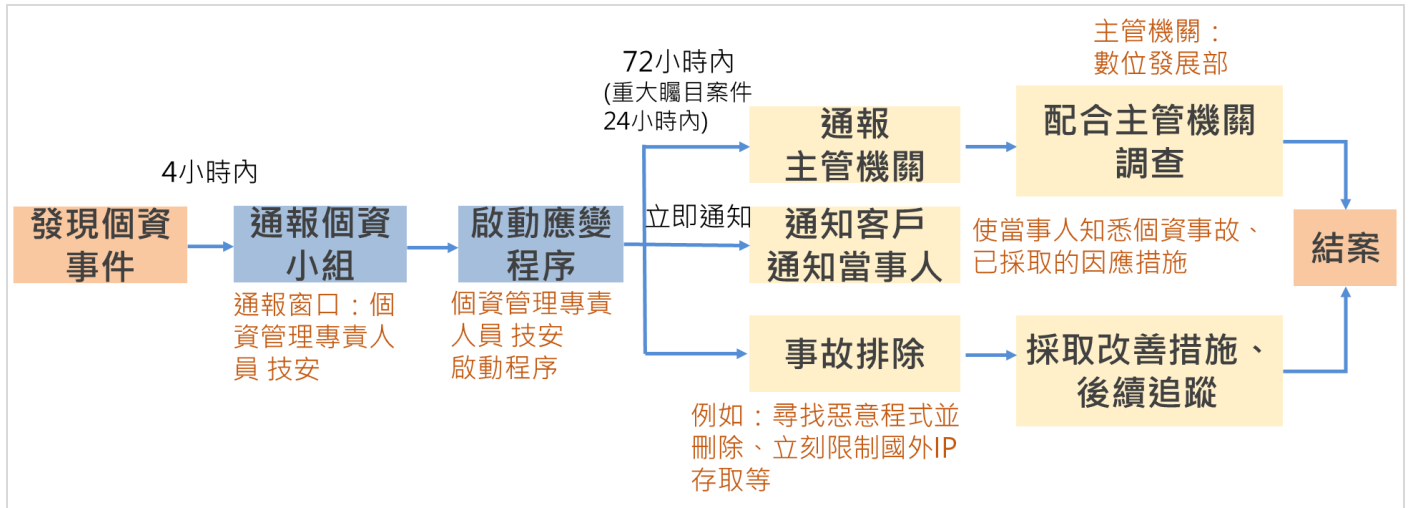 發現個資
事件
4小時內
通報個資
小組
通報窗口：個
資管理專責人
員 技安
啟動應變
程序
個資管理專責
人員 技安
啟動程序
72小時內
(重大矚目案件
24小時內)
通報
主管機關
主管機關：
數位發展部
配合主管機關
調查
立即通知
通知客戶
通知當事人
使當事人知悉個資事故、
已採取的因應措施
事故排除
例如：尋找惡意程式並
刪除、立刻限制國外IP
存取等
採取改善措施、
後續追蹤
結案